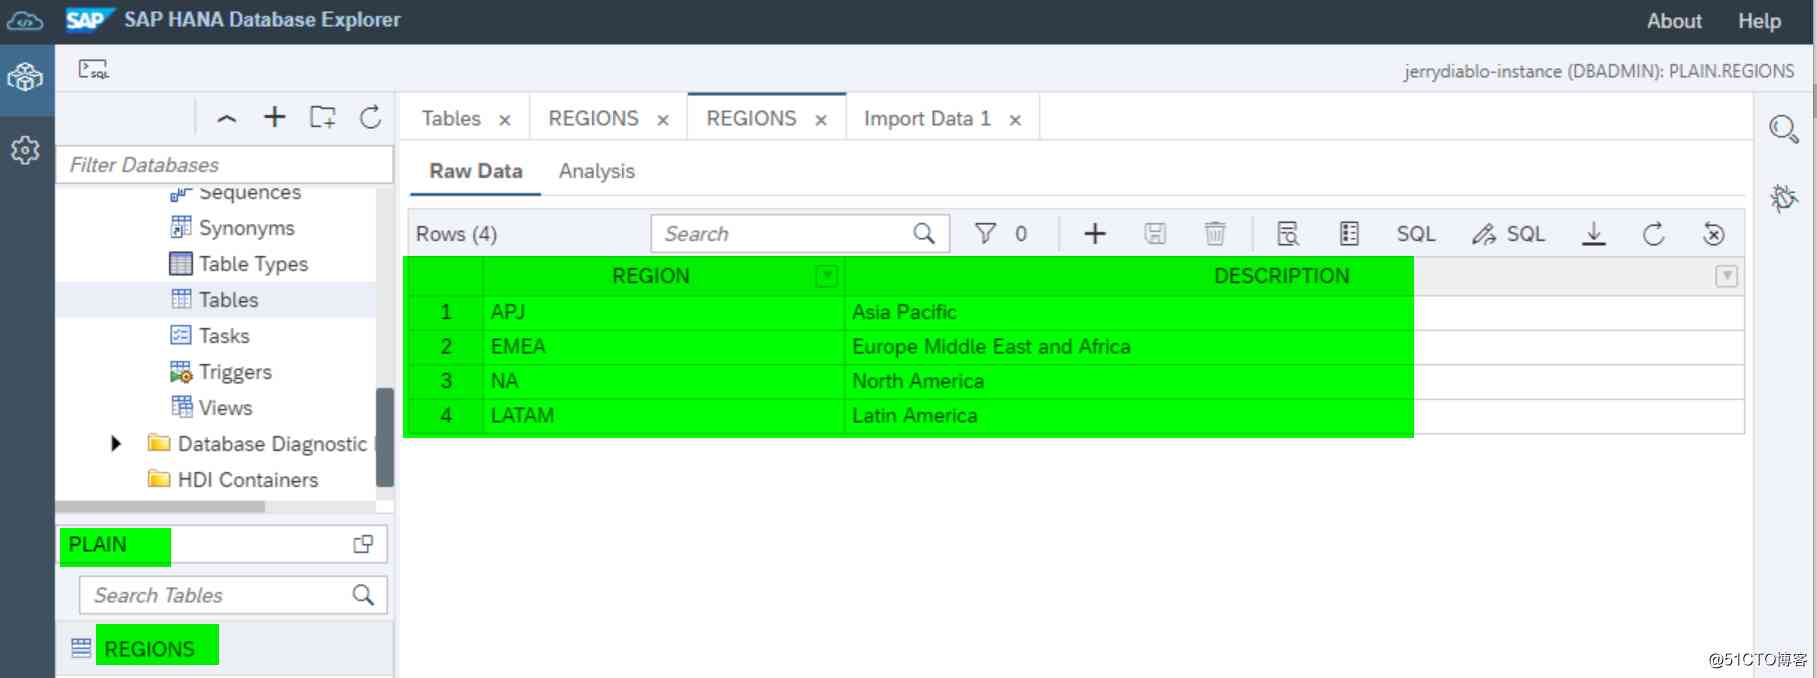 SAP SAP HANA Database Explorer About Help
SQL jerrydiablo-instance (DBADMIN): PLAIN.REGIONS
Tables × REGIONS × REGIONS × Import Data 1 ×
Filter Databases
Sequences
Synonyms
Table Types
Tables
Tasks
Triggers
Views
Database Diagnostic
HDI Containers
PLAIN
Search Tables
REGIONS
Raw Data Analysis
Rows (4) Search 0 SQL SQL
REGION DESCRIPTION
1 APJ Asia Pacific
2 EMEA Europe Middle East and Africa
3 NA North America
4 LATAM Latin America
@51CTO博客